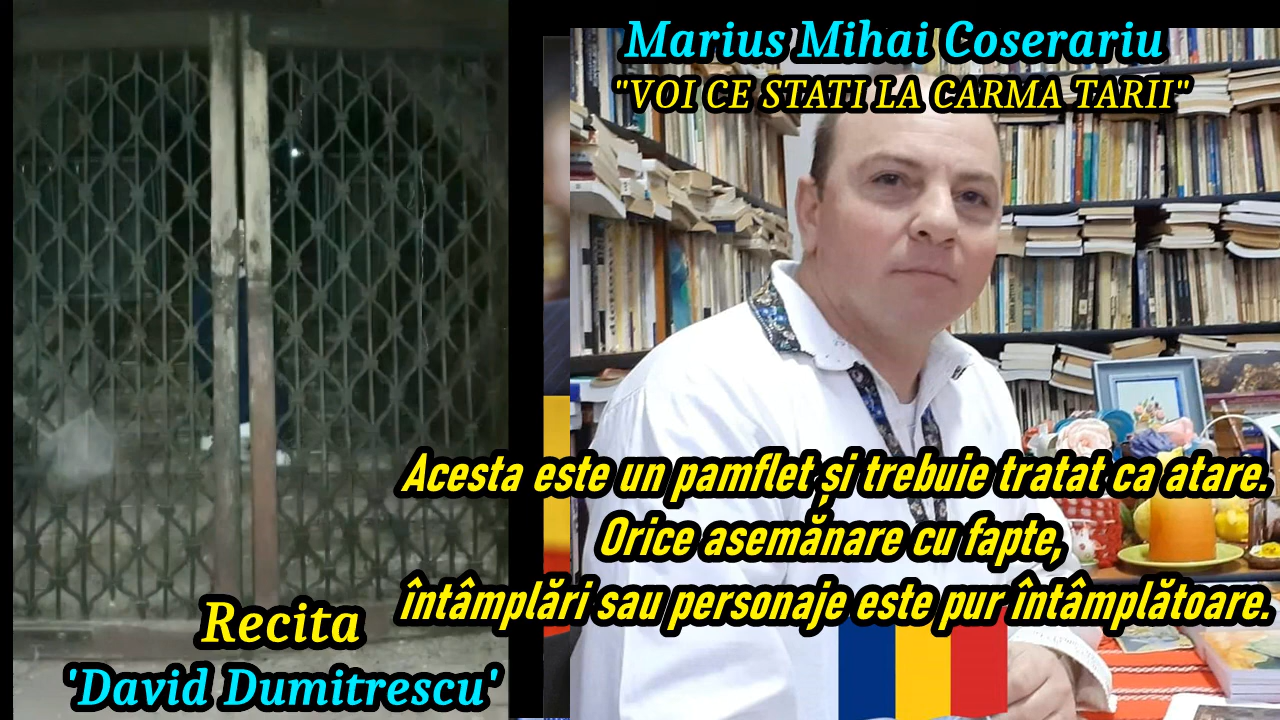 Marius Mihai Coserariu
"VOI CE STATI LA CARMA TARII"
Acesta este un pamflet și trebuie tratat ca atare.
Orice asemănare cu fapte,
întâmplări sau personaje este pur întâmplătoare.
Recita
'David Dumitrescu'